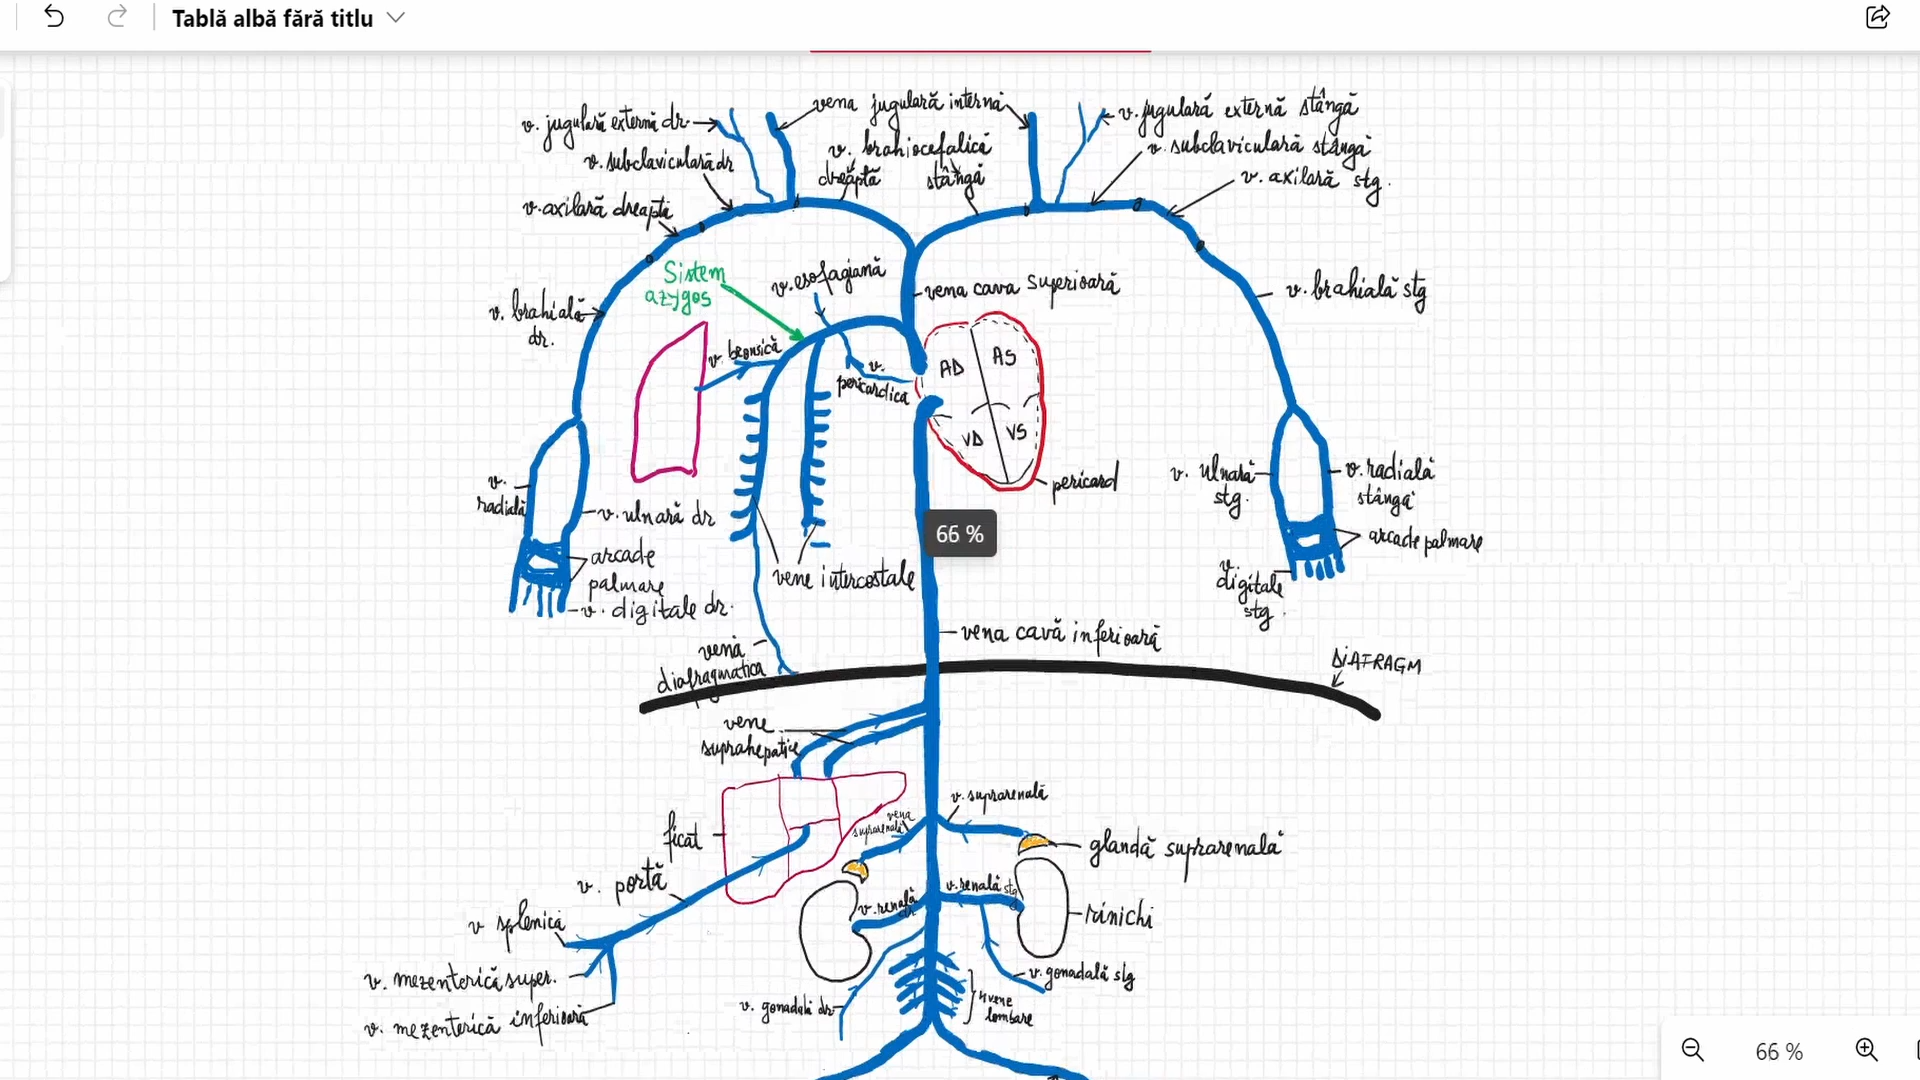 Tablă albă fără titlu
v. jugulară externă dr
vena jugulară internă
v. jugulară externă stângă
v. subclaviculară dr
v. brahiocefalică
dreaptă stângă
v. subclaviculară stângă
v. axilară stg.
v. axilară dreaptă
Sistem
azygos
v. esofagiană
vena cava superioară
v. brahială stg
v. brahială
dr.
v. bronsică
v.
pericardica
AD
AS
VD
VS
pericard
v. ulnară
stg.
v. radială
stângă
v.
radială
v. ulnară dr
66 %
arcade
palmare
arcade palmare
vene intercostale
v.
digitale
stg.
v. digitale dr.
vena cavă inferioară
vena
diafragmatica
DIAFRAGM
vene
suprahepatice
v. suprarenală
vena
suprarenală
ficat
glandă suprarenală
v. portă
v. renală
dr
v. renală stg
rinichi
v splenică
v. mezenterică super.
v. gonadală stg
v. gonadală dr
4 vene
lombare
v. mezenterică inferioară
66 %